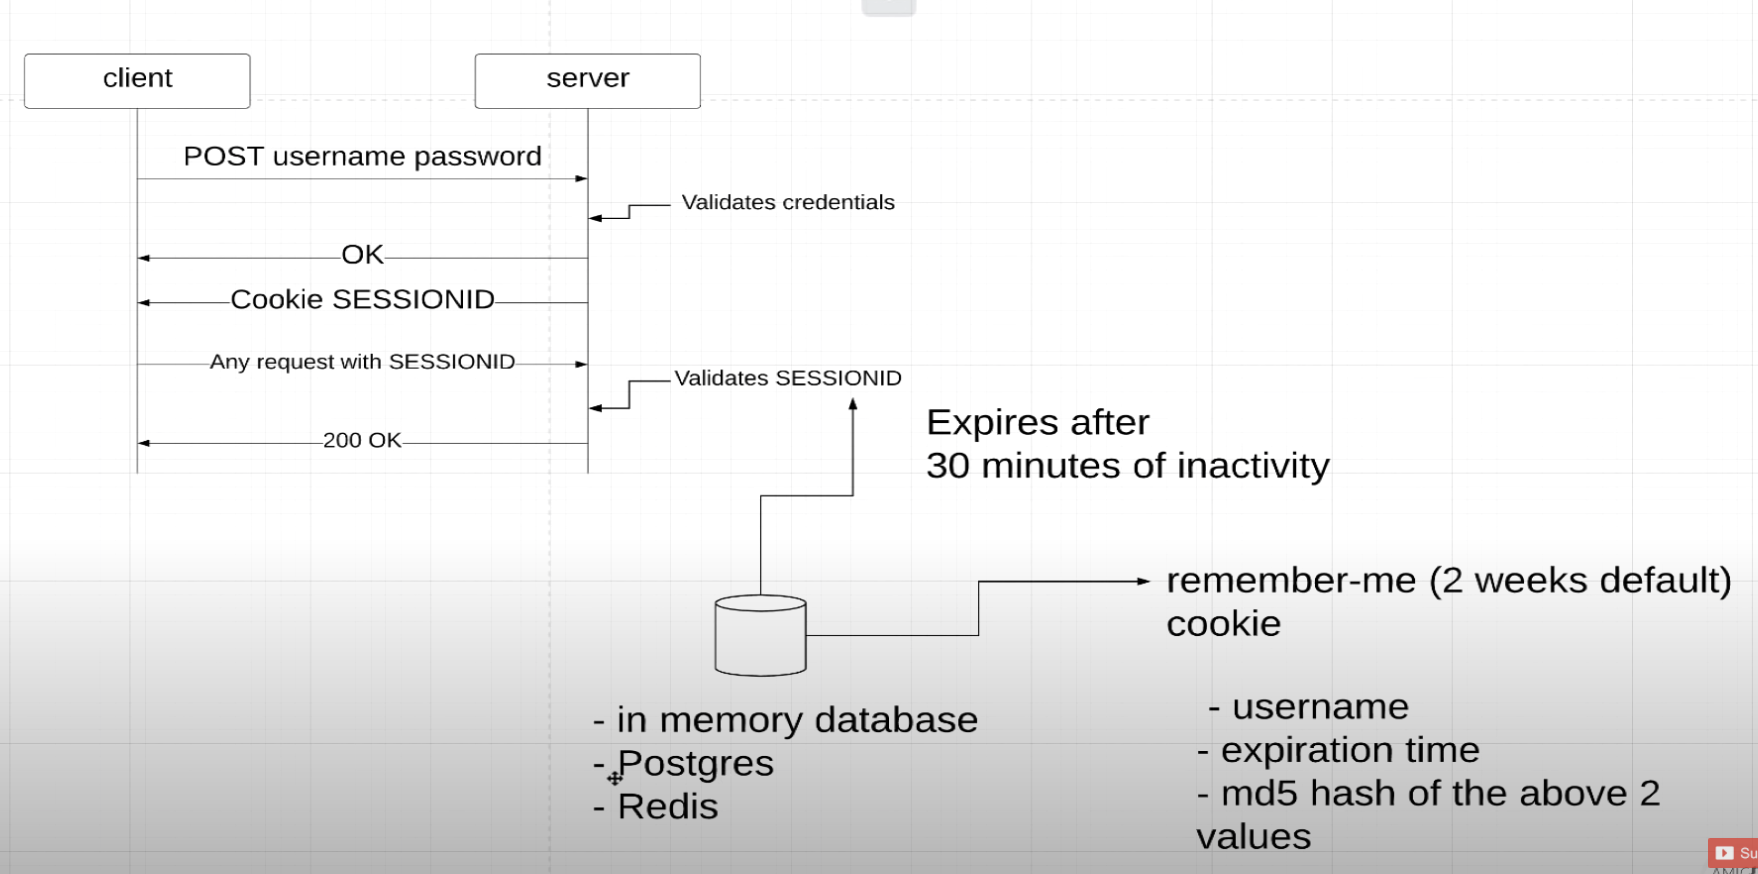 client
server
POST username password
Validates credentials
OK
Cookie SESSIONID
Any request with SESSIONID
Validates SESSIONID
200 OK
Expires after
30 minutes of inactivity
remember-me (2 weeks default)
cookie
- username
- expiration time
- md5 hash of the above 2
values
- in memory database
- Postgres
- Redis
Su